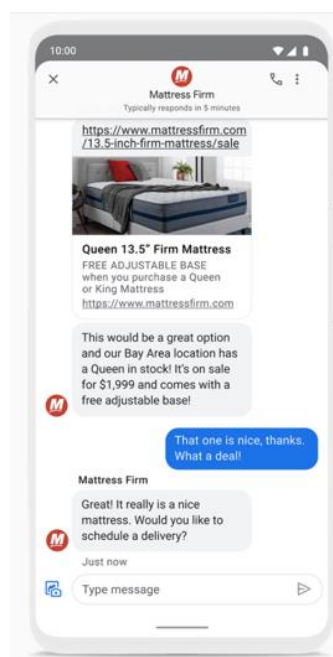 10:00
Mattress Firm
Typically responds in 5 minutes
https://www.mattressfirm.com
/13.5-inch-firm-mattress/sale
Queen 13.5” Firm Mattress
FREE ADJUSTABLE BASE
when you purchase a Queen
or King Mattress
https://www.mattressfirm.com
This would be a great option
and our Bay Area location has
a Queen in stock! It’s on sale
for $1,999 and comes with a
free adjustable base!
That one is nice, thanks.
What a deal!
Mattress Firm
Great! It really is a nice
mattress. Would you like to
schedule a delivery?
Just now
Type message